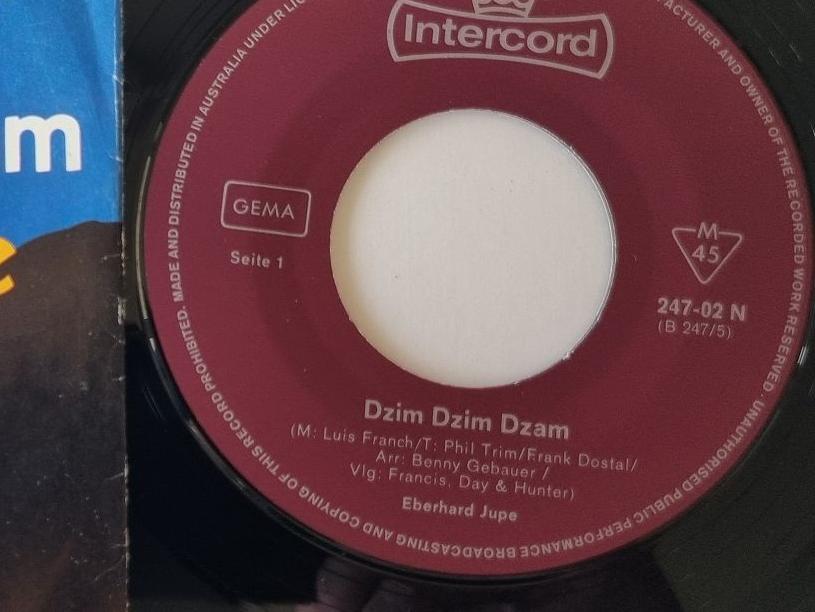 m
e
Intercord
MADE AND DISTRIBUTED IN AUSTRALIA UNDER LIC
ACTURER AND OWNER OF THE RECORDED WORK RESERVED · UNAUTHORISED PUBLIC PERFORMANCE BROADCASTING AND COPYING OF THIS RECORD PROHIBITED.
GEMA
Seite 1
M
45
247-02 N
(B 247/5)
Dzim Dzim Dzam
(M: Luis Franch/T: Phil Trim/Frank Dostal/
Arr: Benny Gebauer /
Vlg: Francis, Day & Hunter)
Eberhard Jupe